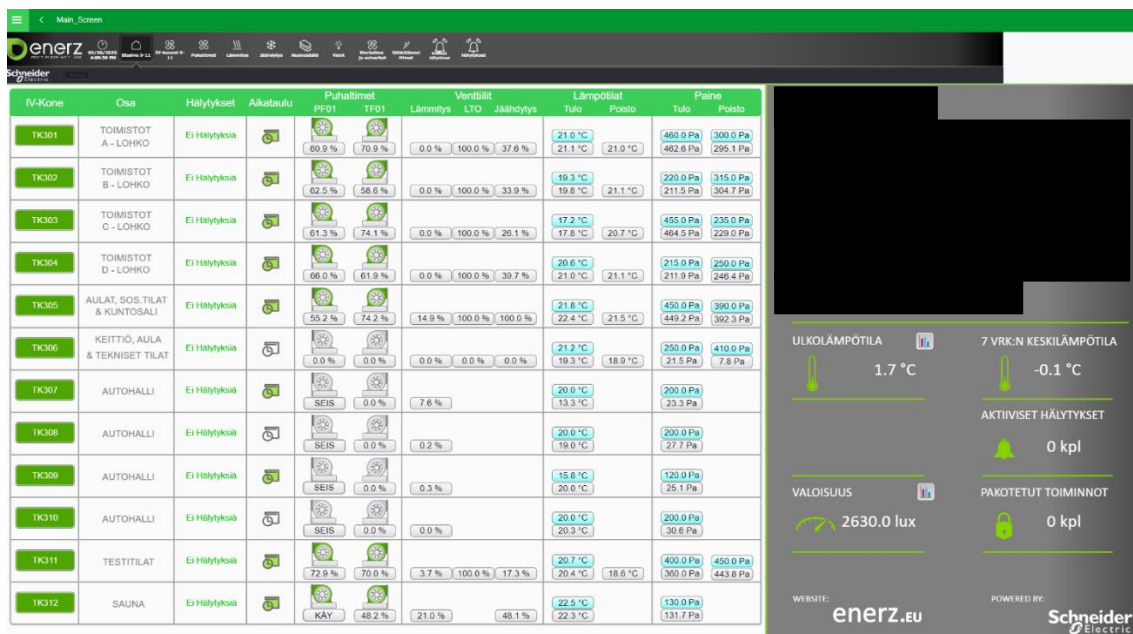 Main_Screen
enerz
Schneider
Electric
IV-Kone Osa Hälytykset Aikataulu Puhaltimet Venttiilit Lämpötilat Paine
PF01 TF01 Lämmitys LTO Jäähdytys Tulo Poisto Tulo Poisto
TK301 TOIMISTOT A - LOHKO Ei Hälytyksiä 21.0 °C 460.0 Pa 300.0 Pa
60.9 % 70.9 % 0.0 % 100.0 % 37.6 % 21.1 °C 21.0 °C 462.6 Pa 295.1 Pa
TK302 TOIMISTOT B - LOHKO Ei Hälytyksiä 19.3 °C 220.0 Pa 315.0 Pa
62.5 % 58.6 % 0.0 % 100.0 % 33.9 % 19.8 °C 21.1 °C 211.5 Pa 304.7 Pa
TK303 TOIMISTOT C - LOHKO Ei Hälytyksiä 17.2 °C 455.0 Pa 235.0 Pa
61.3 % 74.1 % 0.0 % 100.0 % 26.1 % 17.8 °C 20.7 °C 464.5 Pa 229.0 Pa
TK304 TOIMISTOT D - LOHKO Ei Hälytyksiä 20.6 °C 215.0 Pa 250.0 Pa
66.0 % 61.9 % 0.0 % 100.0 % 39.7 % 21.0 °C 21.1 °C 211.9 Pa 246.4 Pa
TK305 AULAT, SOS.TILAT & KUNTOSALI Ei Hälytyksiä 21.8 °C 450.0 Pa 390.0 Pa
55.2 % 74.2 % 14.9 % 100.0 % 100.0 % 22.4 °C 21.5 °C 449.2 Pa 392.3 Pa
TK306 KEITTIÖ, AULA & TEKNISET TILAT Ei Hälytyksiä 21.2 °C 250.0 Pa 410.0 Pa
0.0 % 0.0 % 0.0 % 0.0 % 0.0 % 19.3 °C 18.9 °C 21.5 Pa 7.8 Pa
TK307 AUTOHALLI Ei Hälytyksiä 20.0 °C 200.0 Pa
SEIS 0.0 % 7.6 % 13.3 °C 23.3 Pa
TK308 AUTOHALLI Ei Hälytyksiä 20.0 °C 200.0 Pa
SEIS 0.0 % 0.2 % 19.0 °C 27.7 Pa
TK309 AUTOHALLI Ei Hälytyksiä 15.8 °C 120.0 Pa
SEIS 0.0 % 0.3 % 20.0 °C 25.1 Pa
TK310 AUTOHALLI Ei Hälytyksiä 20.0 °C 200.0 Pa
SEIS 0.0 % 0.0 % 20.3 °C 30.6 Pa
TK311 TESTITILAT Ei Hälytyksiä 20.7 °C 400.0 Pa 450.0 Pa
72.9 % 70.0 % 3.7 % 100.0 % 17.3 % 20.4 °C 18.6 °C 360.0 Pa 443.8 Pa
TK312 SAUNA Ei Hälytyksiä 22.5 °C 130.0 Pa
KÄY 48.2 % 21.0 % 48.1 % 22.3 °C 131.7 Pa
ULKOLÄMPÖTILA 7 VRK:N KESKILÄMPÖTILA
1.7 °C -0.1 °C
AKTIIVISET HÄLYTYKSET
0 kpl
VALOISUUS PAKOTETUT TOIMINNOT
2630.0 lux 0 kpl
WEBSITE: POWERED BY:
enerz.EU Schneider
Electric